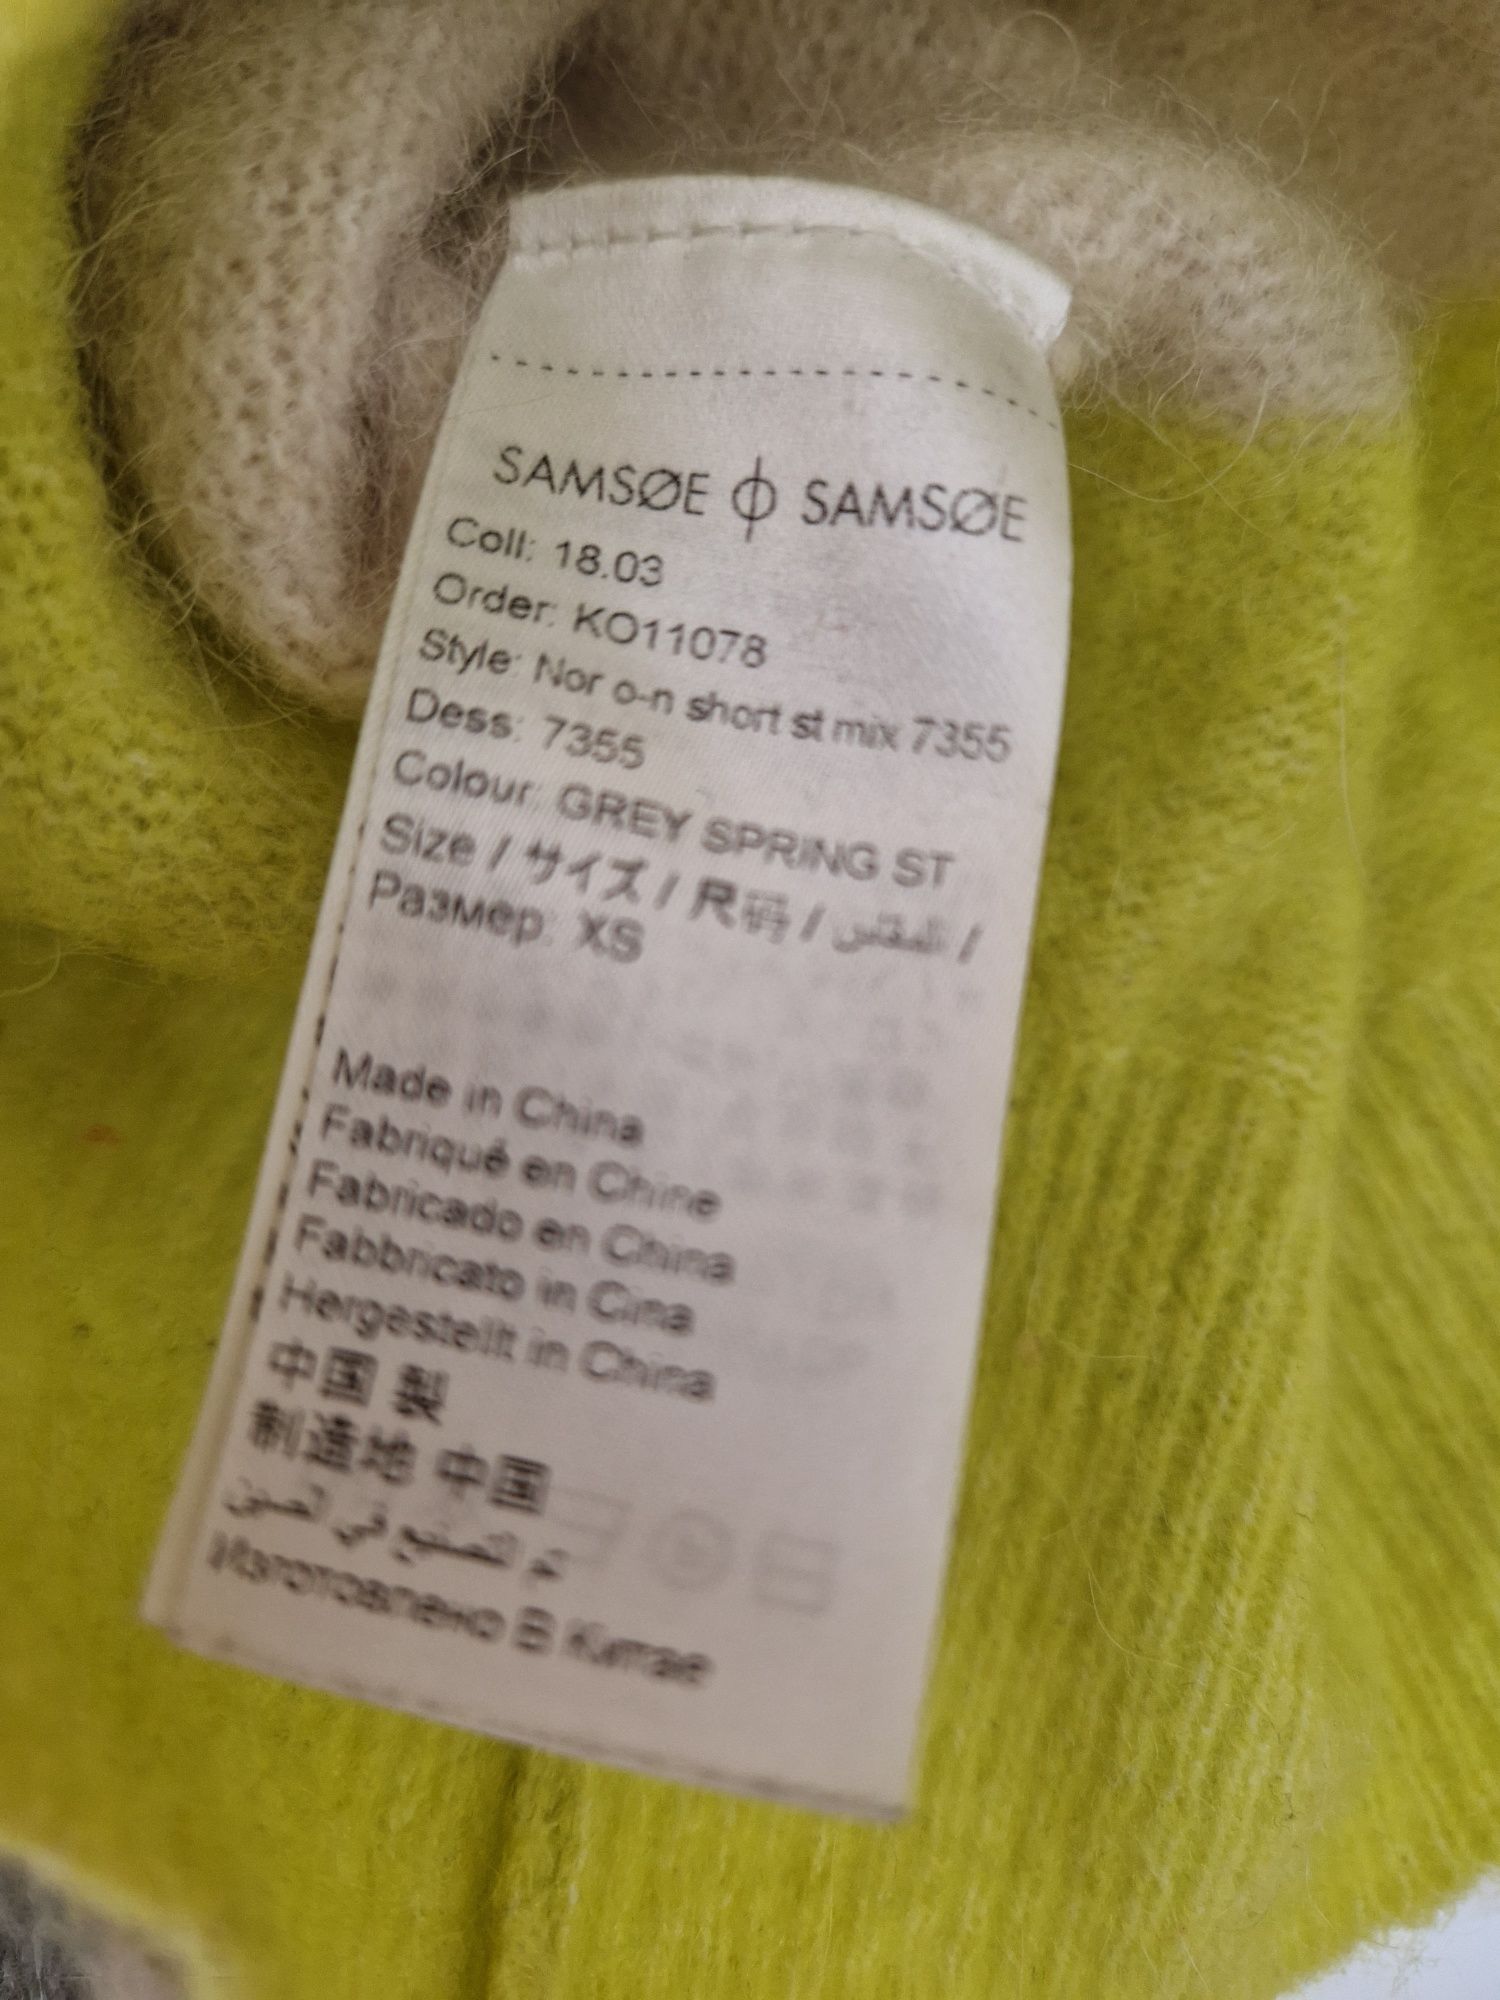 SAMSØE ϕ SAMSØE
Coll: 18.03
Order: KO11078
Style: Nor o-n short st mix 7355
Dess: 7355
Colour: GREY SPRING ST
Size / サイズ / 尺码 / المقاس /
Размер: XS
Made in China
Fabriqué en Chine
Fabricado en China
Fabbricato in Cina
Hergestellt in China
中国 製
制造地 中国
تم التصنيع في الصين
Изготовлено В Китае